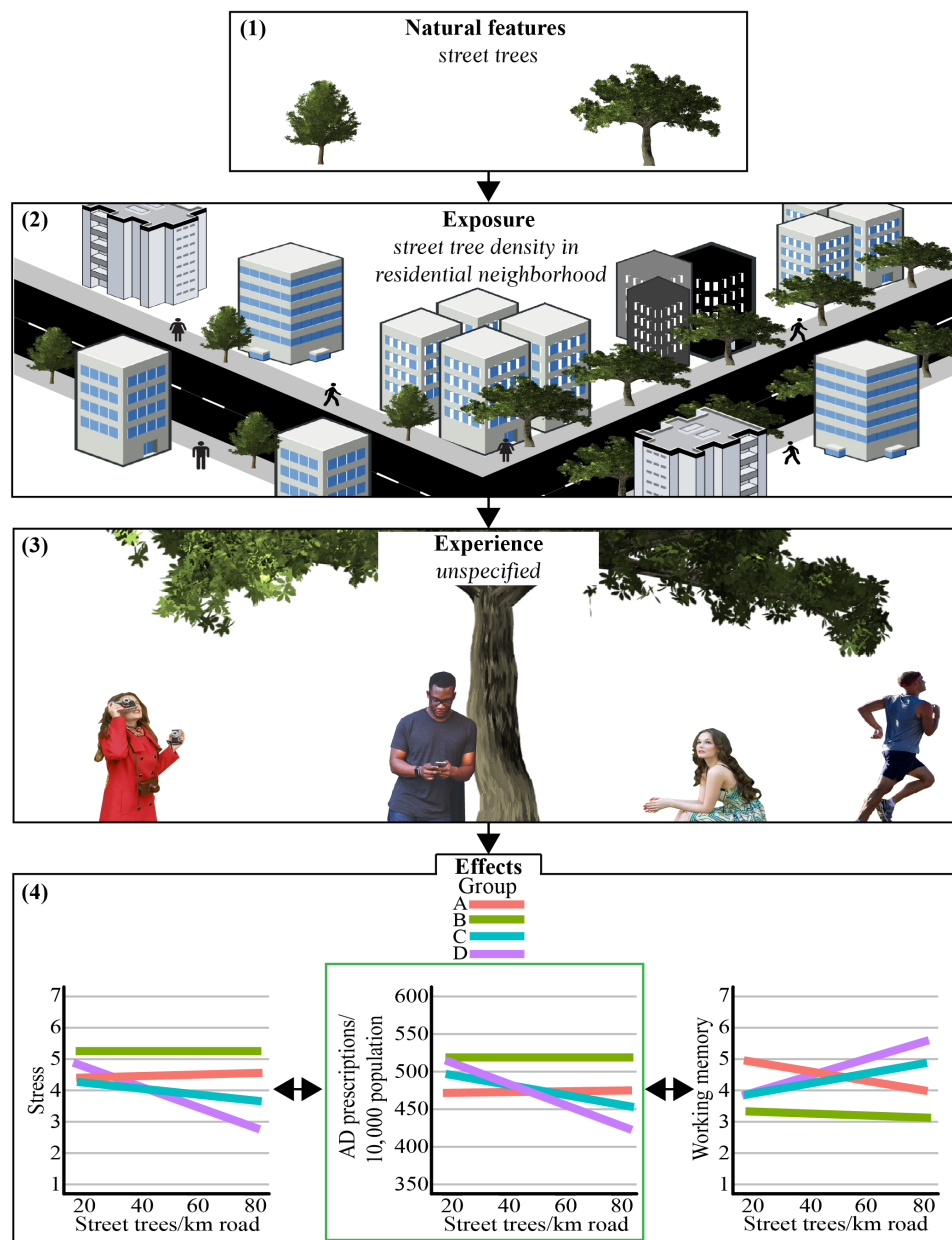 (1)
Natural features
street trees
(2)
Exposure
street tree density in
residential neighborhood
(3)
Experience
unspecified
(4)
Effects
Group
A
B
C
D
7
6
5
4
3
2
1
Stress
20 40 60 80
Street trees/km road
600
550
500
450
400
350
AD prescriptions/
10,000 population
20 40 60 80
Street trees/km road
7
6
5
4
3
2
1
Working memory
20 40 60 80
Street trees/km road